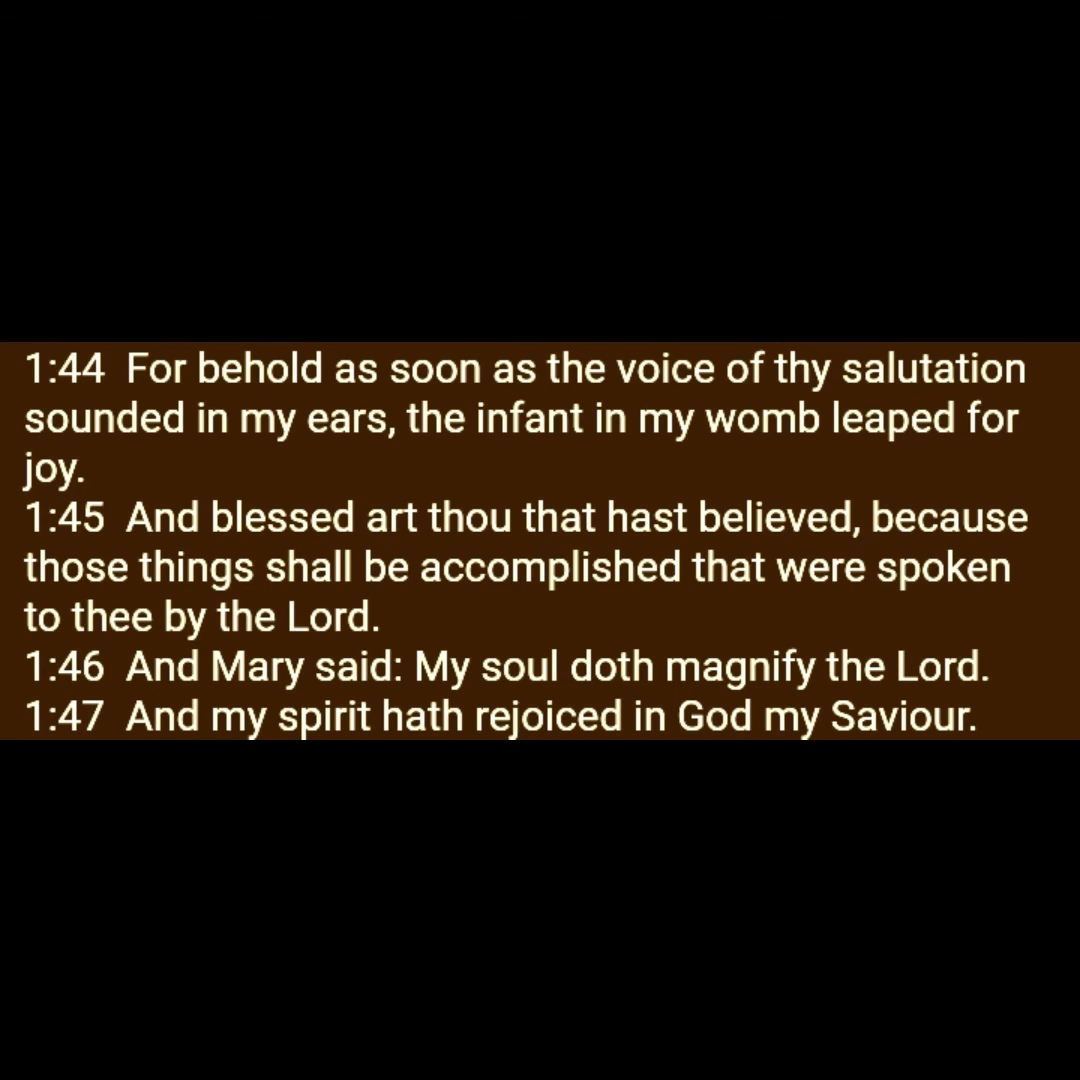 1:44 For behold as soon as the voice of thy salutation
sounded in my ears, the infant in my womb leaped for
joy.
1:45 And blessed art thou that hast believed, because
those things shall be accomplished that were spoken
to thee by the Lord.
1:46 And Mary said: My soul doth magnify the Lord.
1:47 And my spirit hath rejoiced in God my Saviour.